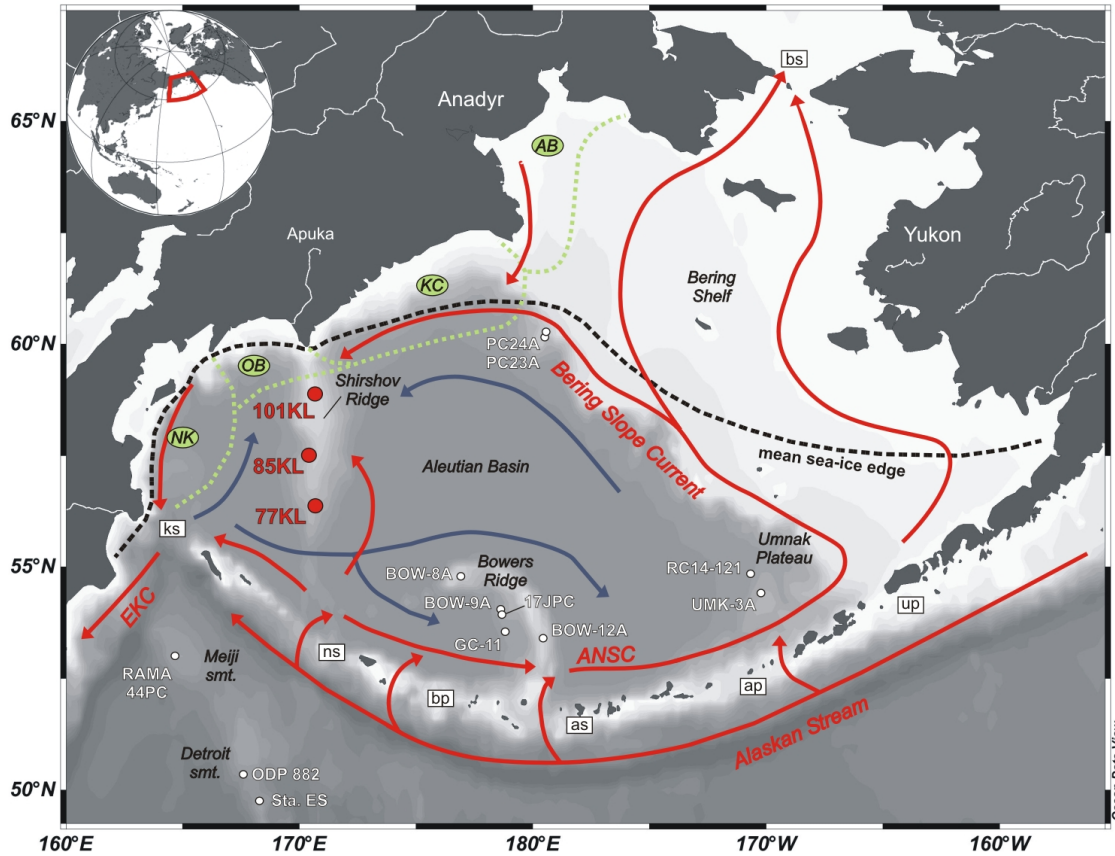 bs
65°N
Anadyr
AB
Apuka
Yukon
KC
Bering
Shelf
60°N
PC24A
PC23A
OB
Shirshov
Ridge
101KL
NK
Bering Slope Current
mean sea-ice edge
85KL
Aleutian Basin
77KL
ks
Umnak
Plateau
55°N
Bowers
Ridge
BOW-8A
RC14-121
BOW-9A
17JPC
UMK-3A
EKC
GC-11
BOW-12A
up
ns
ANSC
RAMA
44PC
Meiji
smt.
bp
ap
as
Alaskan Stream
Detroit
smt.
ODP 882
50°N
Sta. ES
160°E
170°E
180°E
170°W
160°W